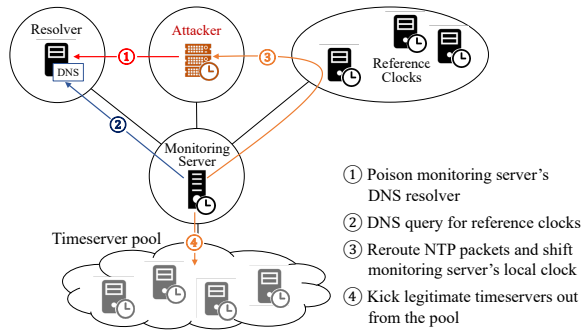 Resolver
DNS
Attacker
Reference
Clocks
①
③
②
Monitoring
Server
④
Timeserver pool
① Poison monitoring server's
DNS resolver
② DNS query for reference clocks
③ Reroute NTP packets and shift
monitoring server's local clock
④ Kick legitimate timeservers out
from the pool